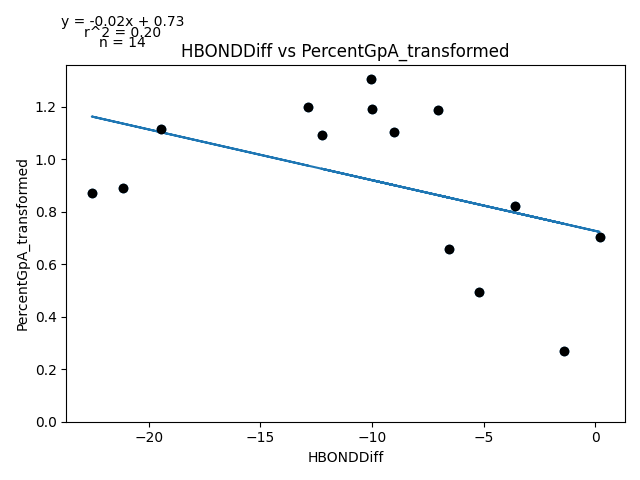 y = -0.02x + 0.73
r^2 = 0.20
n = 14
HBONDDiff vs PercentGpA_transformed
PercentGpA_transformed
1.2
1.0
0.8
0.6
0.4
0.2
0.0
−20
−15
−10
−5
0
HBONDDiff